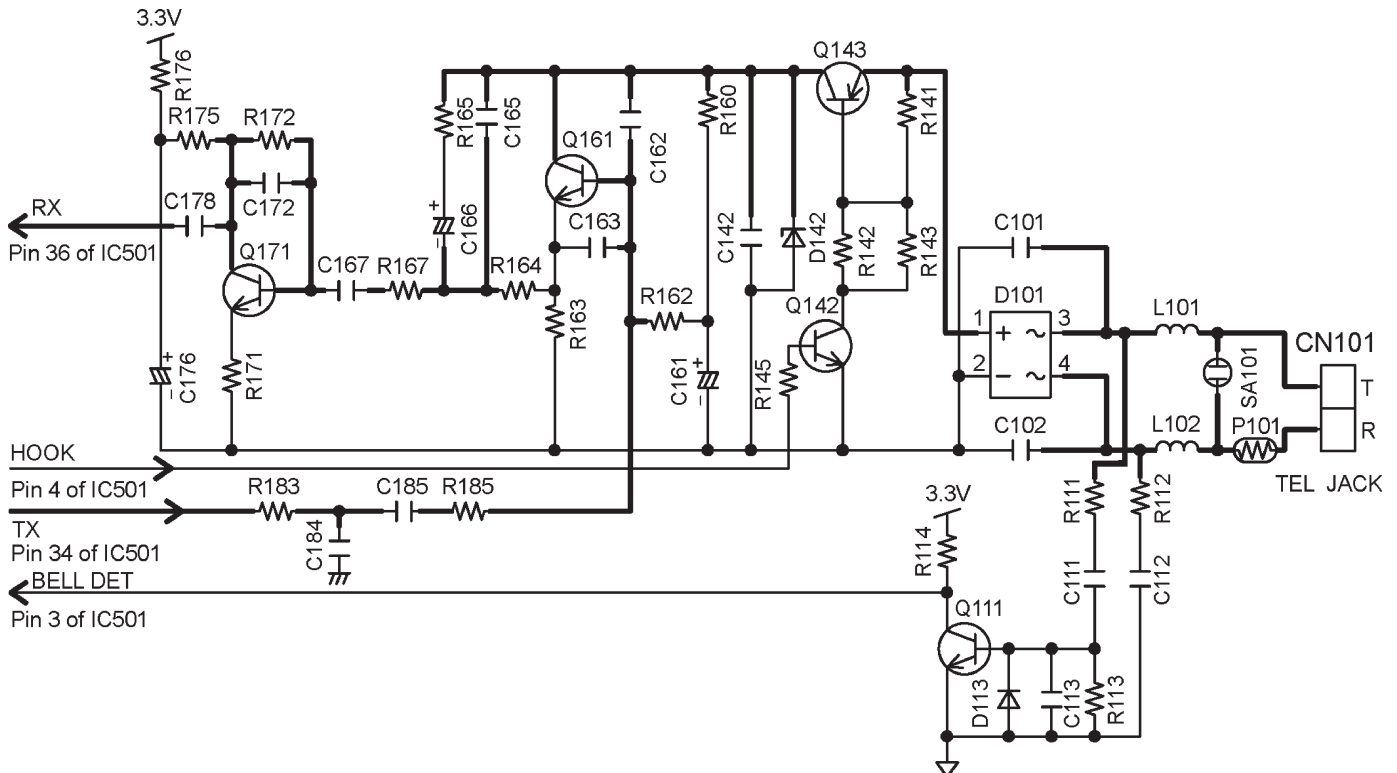 3.3V
R176
R175
R172
C172
C178
RX
Pin 36 of IC501
Q171
C167
R167
R171
C176
+
−
R165
C165
+
−
C166
Q161
C162
C163
R164
R163
R162
R160
+
−
C161
C142
D142
Q143
R141
R142
R143
Q142
R145
C101
D101
1
+
~
3
2
−
~
4
C102
L101
L102
SA101
P101
CN101
T
R
TEL JACK
HOOK
Pin 4 of IC501
R183
C185
R185
C184
TX
Pin 34 of IC501
BELL DET
Pin 3 of IC501
3.3V
R114
Q111
R111
R112
C111
C112
D113
C113
R113